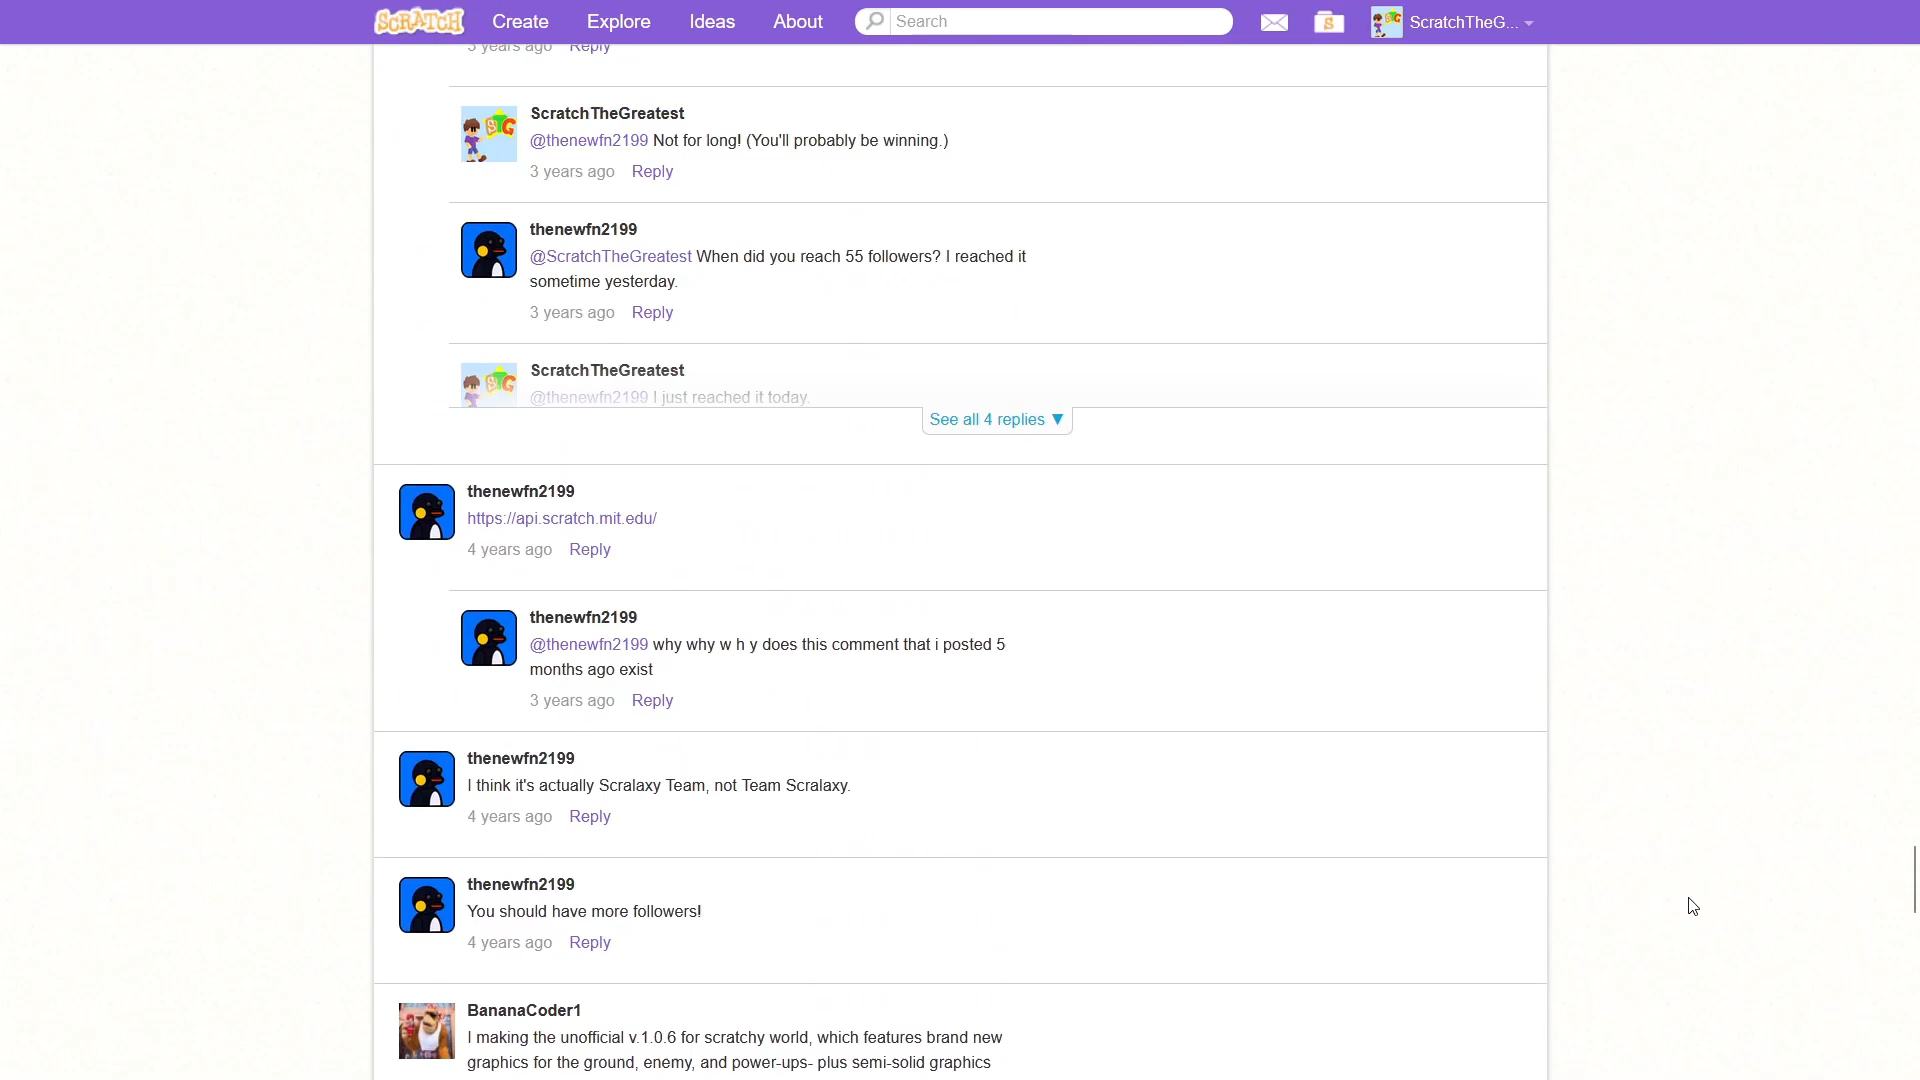 SCRATCH Create Explore Ideas About Search S ScratchTheG...
3 years ago Reply
ScratchTheGreatest
@thenewfn2199 Not for long! (You'll probably be winning.)
3 years ago Reply
thenewfn2199
@ScratchTheGreatest When did you reach 55 followers? I reached it
sometime yesterday.
3 years ago Reply
ScratchTheGreatest
@thenewfn2199 I just reached it today.
See all 4 replies ▼
thenewfn2199
https://api.scratch.mit.edu/
4 years ago Reply
thenewfn2199
@thenewfn2199 why why w h y does this comment that i posted 5
months ago exist
3 years ago Reply
thenewfn2199
I think it's actually Scralaxy Team, not Team Scralaxy.
4 years ago Reply
thenewfn2199
You should have more followers!
4 years ago Reply
BananaCoder1
I making the unofficial v.1.0.6 for scratchy world, which features brand new
graphics for the ground, enemy, and power-ups- plus semi-solid graphics